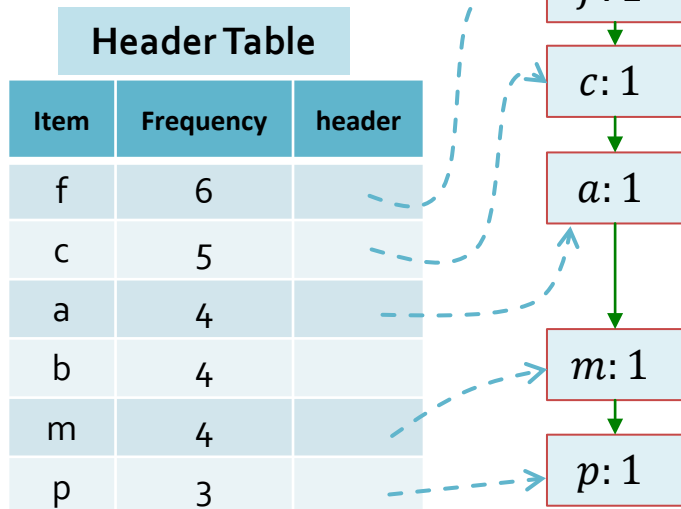 Header Table
Item Frequency header
f 6
c 5
a 4
b 4
m 4
p 3
c: 1
a: 1
m: 1
p: 1